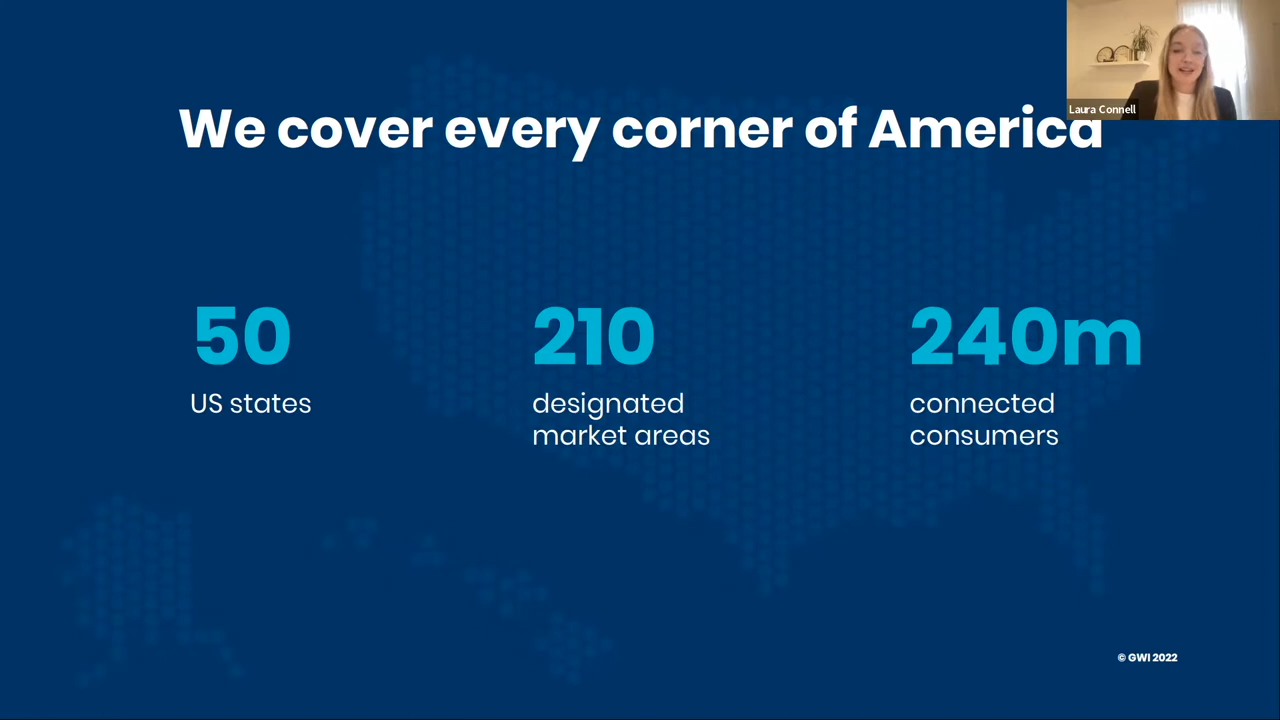 We cover every corner of America
Laura Connell
50
US states
210
designated
market areas
240m
connected
consumers
© GWI 2022